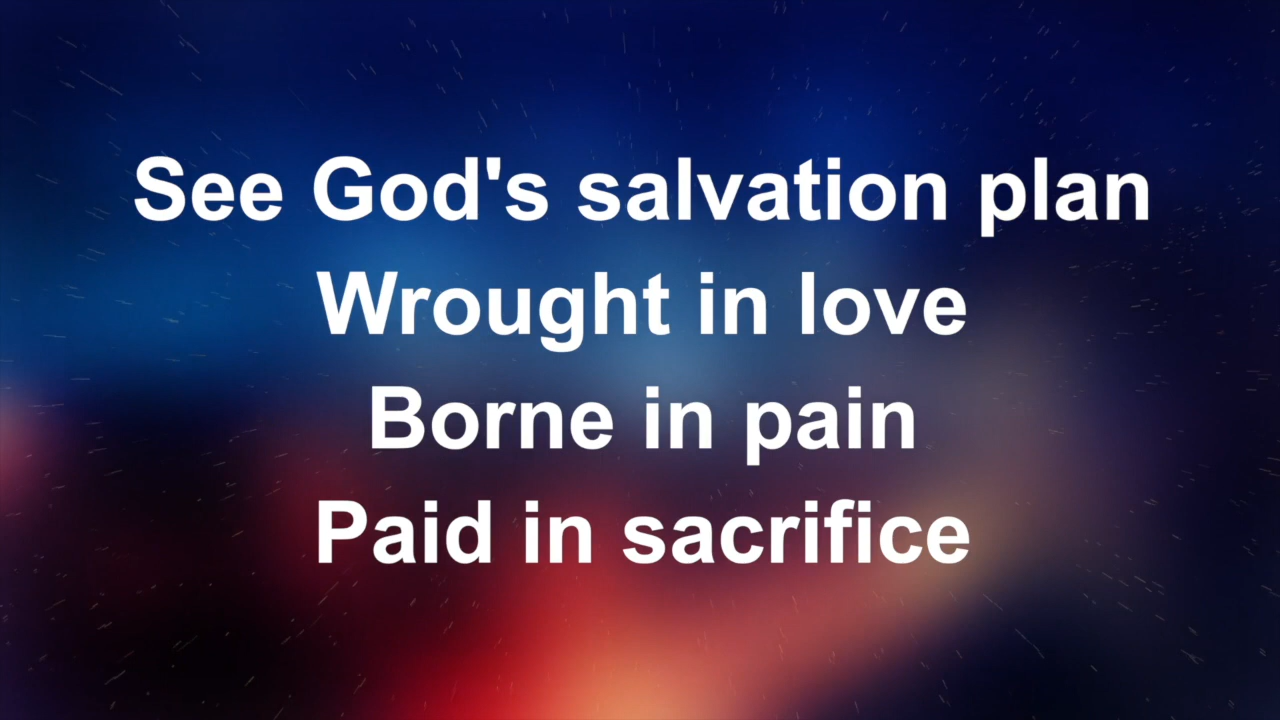 See God's salvation plan
Wrought in love
Borne in pain
Paid in sacrifice